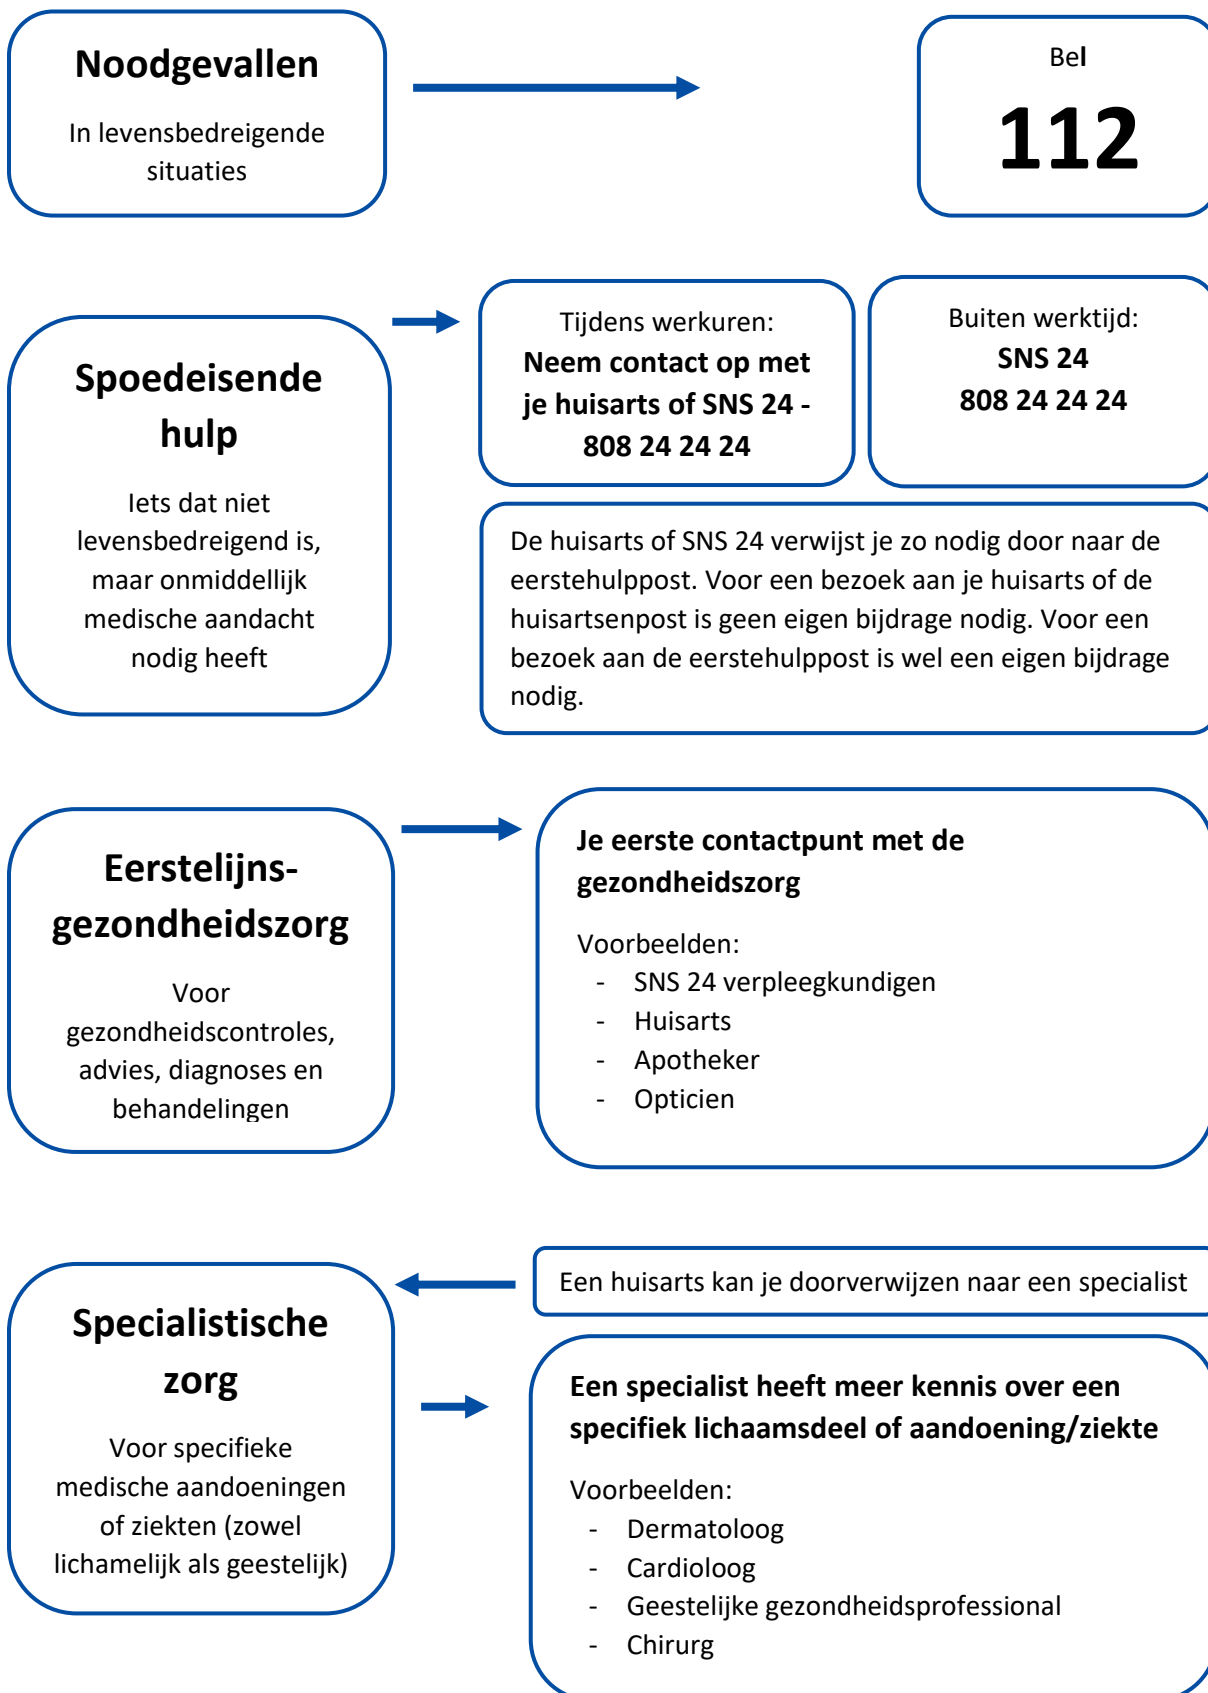 Noodgevallen
In levensbedreigende
situaties
Bel
112
Spoedeisende
hulp
Iets dat niet
levensbedreigend is,
maar onmiddellijk
medische aandacht
nodig heeft
Tijdens werkuren:
Neem contact op met
je huisarts of SNS 24 -
808 24 24 24
Buiten werktijd:
SNS 24
808 24 24 24
De huisarts of SNS 24 verwijst je zo nodig door naar de
eerstehulppost. Voor een bezoek aan je huisarts of de
huisartsenpost is geen eigen bijdrage nodig. Voor een
bezoek aan de eerstehulppost is wel een eigen bijdrage
nodig.
Eerstelijns-
gezondheidszorg
Voor
gezondheidscontroles,
advies, diagnoses en
behandelingen
Je eerste contactpunt met de
gezondheidszorg
Voorbeelden:
- SNS 24 verpleegkundigen
- Huisarts
- Apotheker
- Opticien
Specialistische
zorg
Voor specifieke
medische aandoeningen
of ziekten (zowel
lichamelijk als geestelijk)
Een huisarts kan je doorverwijzen naar een specialist
Een specialist heeft meer kennis over een
specifiek lichaamsdeel of aandoening/ziekte
Voorbeelden:
- Dermatoloog
- Cardioloog
- Geestelijke gezondheidsprofessional
- Chirurg